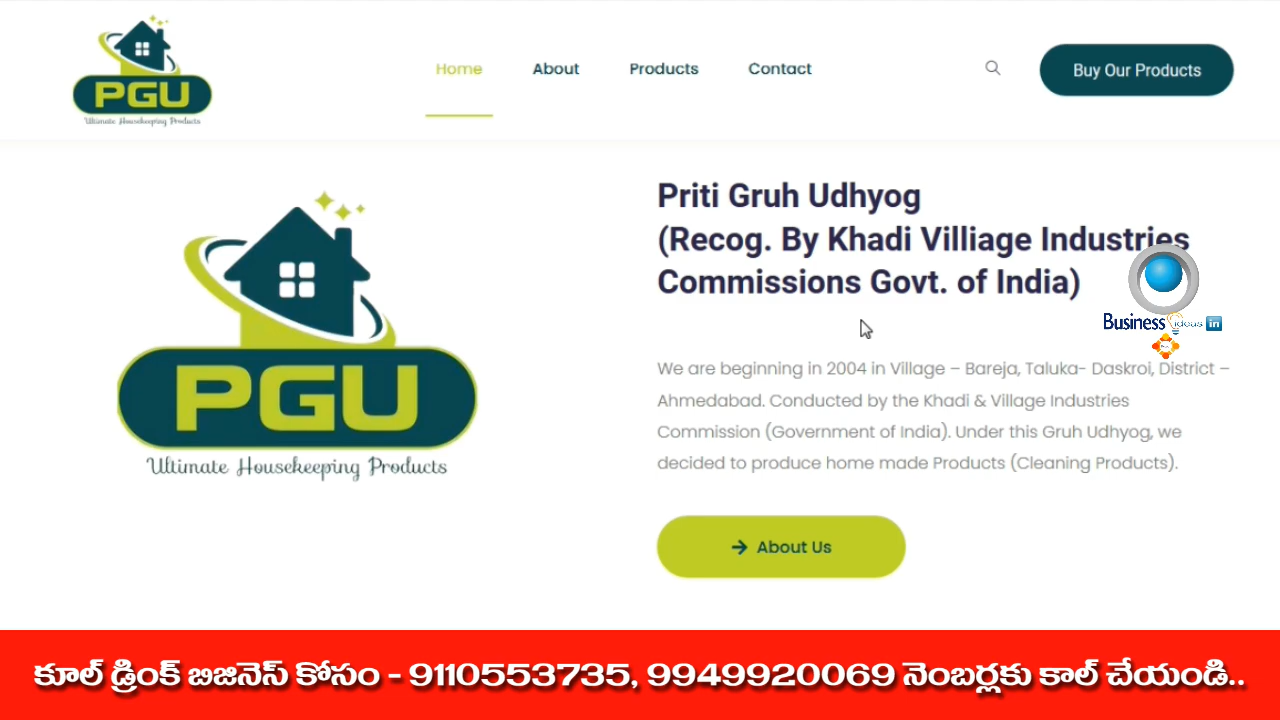 PGU
Ultimate Housekeeping Products
Home
About
Products
Contact
Buy Our Products
PGU
Ultimate Housekeeping Products
Priti Gruh Udhyog
(Recog. By Khadi Villiage Industries
Commissions Govt. of India)
Business ideas in
We are beginning in 2004 in Village – Bareja, Taluka- Daskroi, District –
Ahmedabad. Conducted by the Khadi & Village Industries
Commission (Government of India). Under this Gruh Udhyog, we
decided to produce home made Products (Cleaning Products).
About Us
కూల్ డ్రింక్ బిజినెస్ కోసం - 9110553735, 9949920069 నెంబర్లకు కాల్ చేయండి..